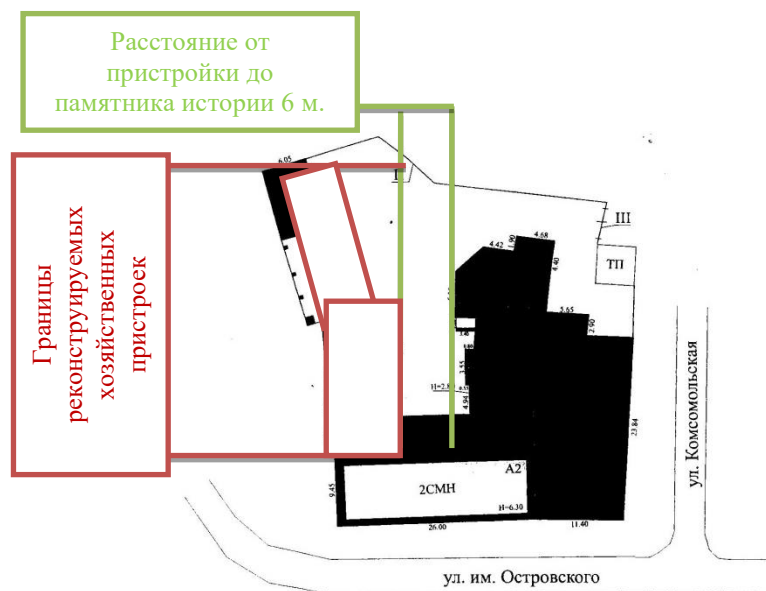 Расстояние от
пристройки до
памятника истории 6 м.
Границы
реконструируемых
хозяйственных
пристроек
6.05
III
ТП
4.42
1.90
4.68
4.40
5.65
2.90
3.55
4.94
23.84
A2
2СМН
H=6.30
9.45
26.00
11.40
ул. Комсомольская
ул. им. Островского